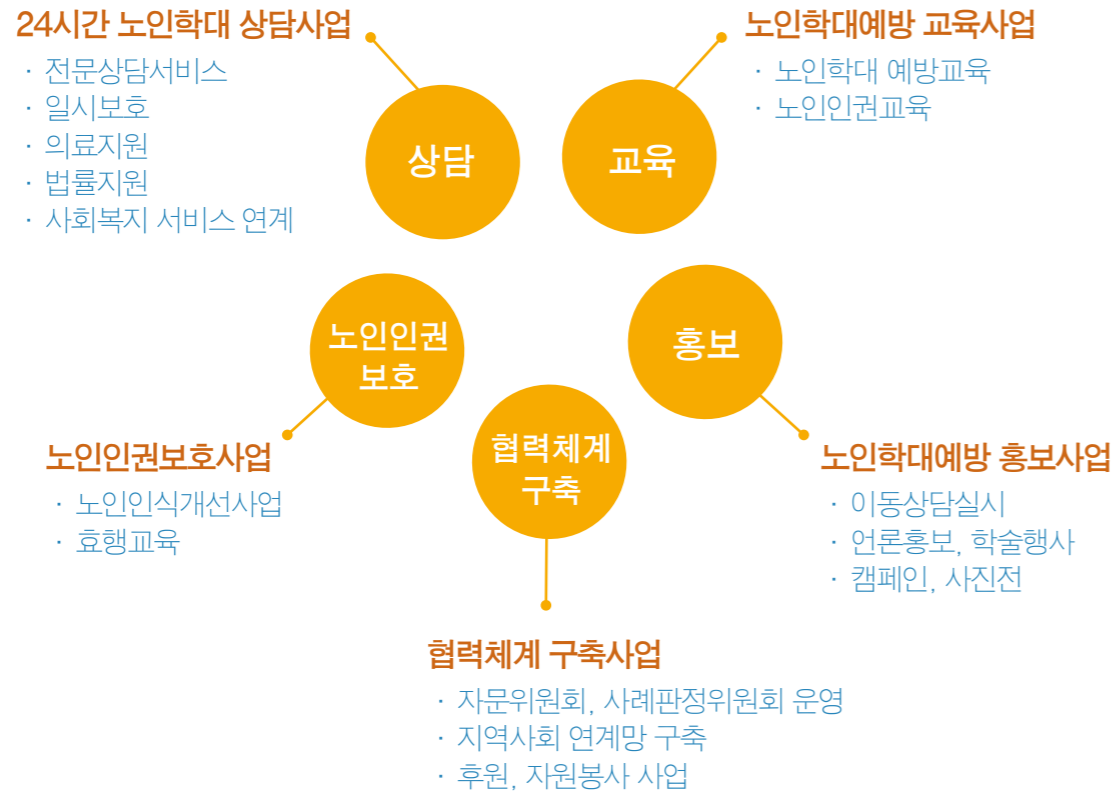 24시간 노인학대 상담사업
· 전문상담서비스
· 일시보호
· 의료지원
· 법률지원
· 사회복지 서비스 연계
상담
노인학대예방 교육사업
· 노인학대 예방교육
· 노인인권교육
교육
노인인권
보호
노인인권보호사업
· 노인인식개선사업
· 효행교육
홍보
노인학대예방 홍보사업
· 이동상담실시
· 언론홍보, 학술행사
· 캠페인, 사진전
협력체계
구축
협력체계 구축사업
· 자문위원회, 사례판정위원회 운영
· 지역사회 연계망 구축
· 후원, 자원봉사 사업